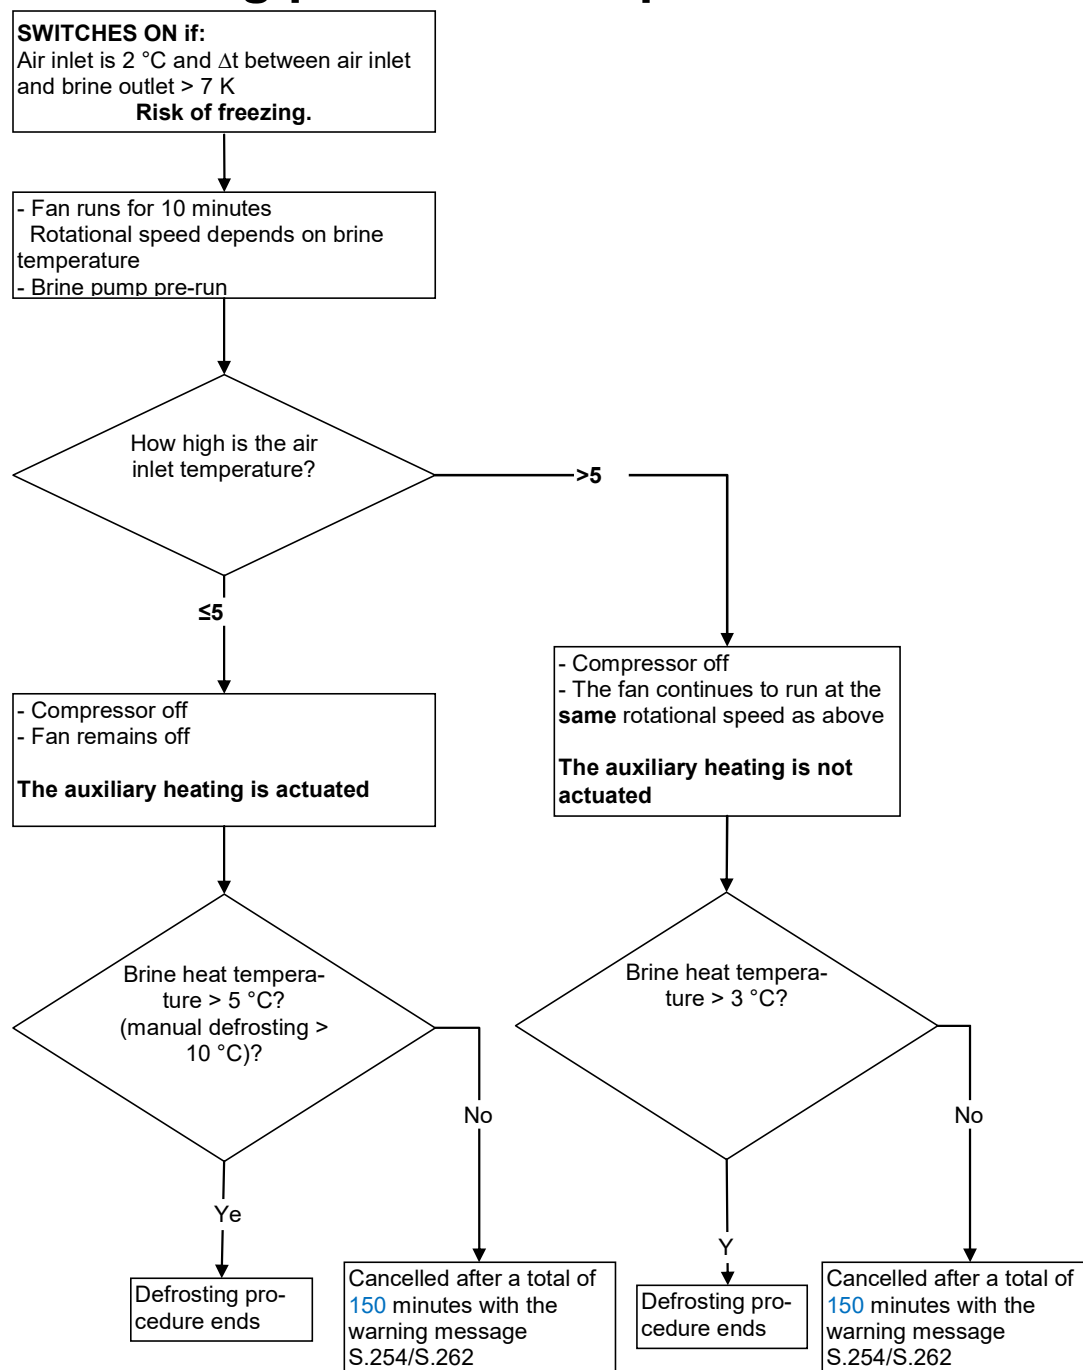 SWITCHES ON if:
Air inlet is 2 °C and Δt between air inlet
and brine outlet > 7 K
Risk of freezing.
- Fan runs for 10 minutes
Rotational speed depends on brine
temperature
- Brine pump pre-run
How high is the air
inlet temperature?
>5
≤5
- Compressor off
- Fan remains off
The auxiliary heating is actuated
- Compressor off
- The fan continues to run at the
same rotational speed as above
The auxiliary heating is not
actuated
Brine heat tempera-
ture > 5 °C?
(manual defrosting >
10 °C)?
Brine heat tempera-
ture > 3 °C?
No
No
Ye
Y
Defrosting pro-
cedure ends
Cancelled after a total of
150 minutes with the
warning message
S.254/S.262
Defrosting pro-
cedure ends
Cancelled after a total of
150 minutes with the
warning message
S.254/S.262